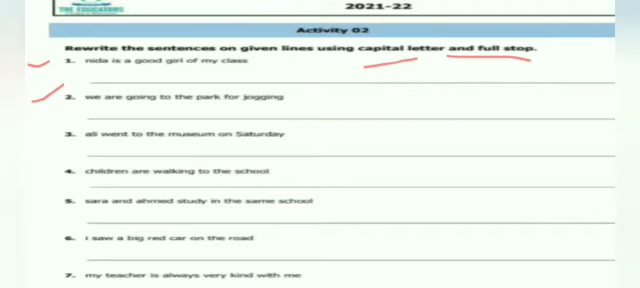 THE EDUCATORS
2021-22
Activity 02
Rewrite the sentences on given lines using capital letter and full stop.
1. nida is a good girl of my class
2. we are going to the park for jogging
3. ali went to the museum on Saturday
4. children are walking to the school
5. sara and ahmed study in the same school
6. i saw a big red car on the road
7. my teacher is always very kind with me